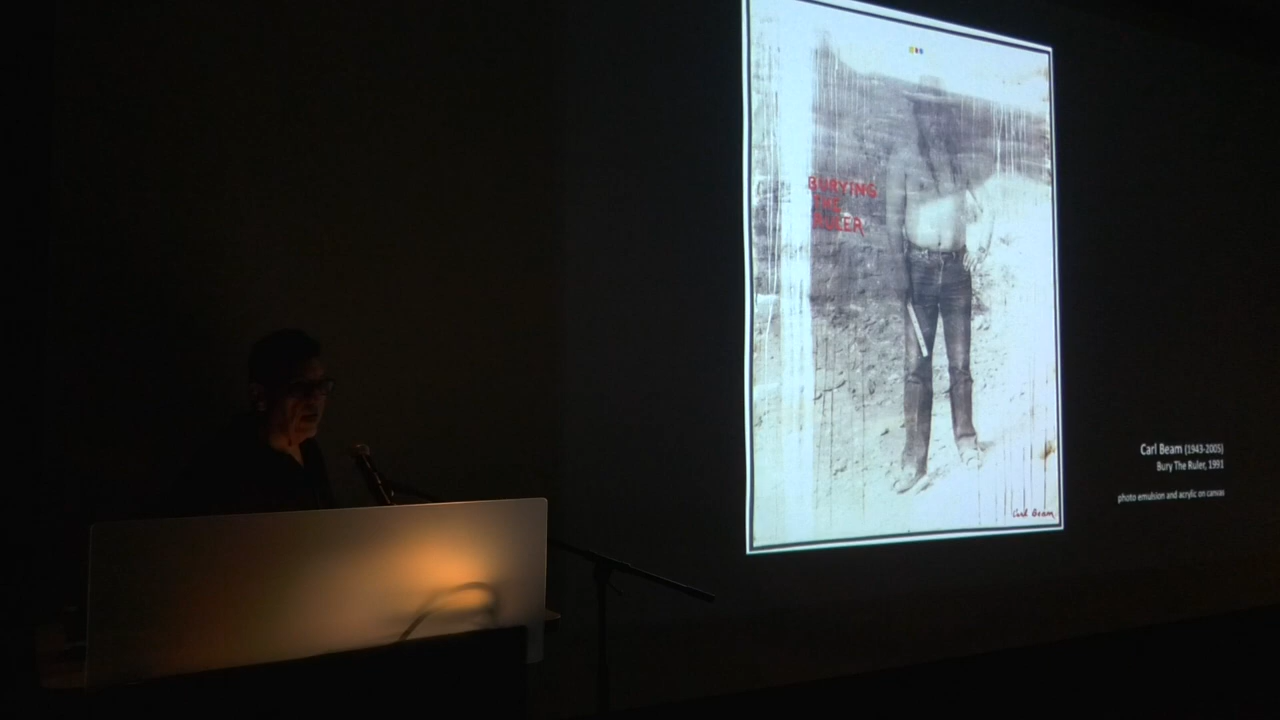 BURYING
THE
RULER
Carl Beam
Carl Beam (1943-2005)
Bury The Ruler, 1991
photo emulsion and acrylic on canvas